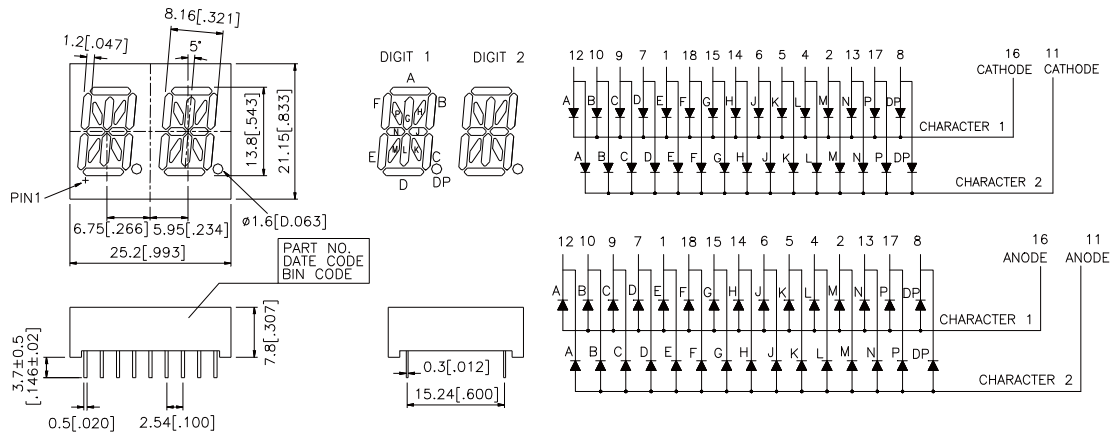 8.16[.321]
1.2[.047]
5°
13.8[.543]
21.15[.833]
PIN1
6.75[.266]
5.95[.234]
ø1.6[D.063]
25.2[.993]
PART NO.
DATE CODE
BIN CODE
3.7±0.5
[.146±.02]
0.5[.020]
2.54[.100]
7.8[.307]
0.3[.012]
15.24[.600]
DIGIT 1
DIGIT 2
A
F
B
P
G
H
N
J
M
L
K
E
C
D
DP
12 10 9 7 1 18 15 14 6 5 4 2 13 17 8
16
CATHODE
11
CATHODE
A B C D E F G H J K L M N P DP
CHARACTER 1
A B C D E F G H J K L M N P DP
CHARACTER 2
12 10 9 7 1 18 15 14 6 5 4 2 13 17 8
16
ANODE
11
ANODE
A B C D E F G H J K L M N P DP
CHARACTER 1
A B C D E F G H J K L M N P DP
CHARACTER 2